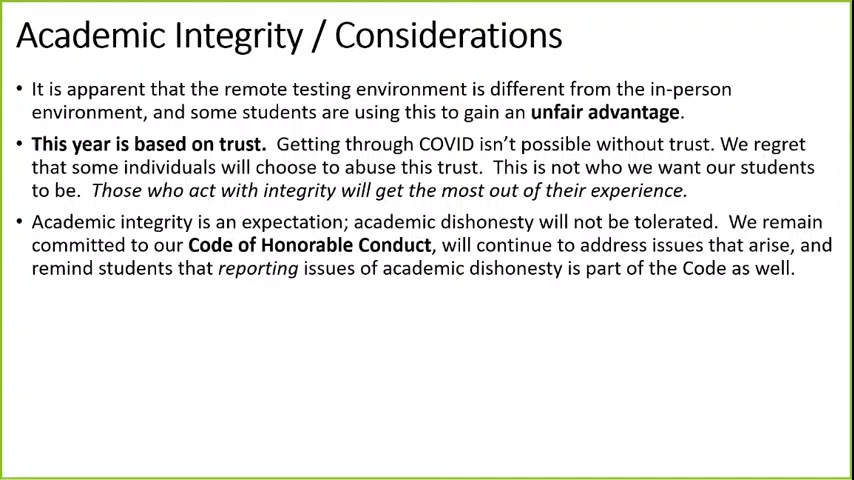 Academic Integrity / Considerations
• It is apparent that the remote testing environment is different from the in-person
environment, and some students are using this to gain an unfair advantage.
• This year is based on trust. Getting through COVID isn't possible without trust. We regret
that some individuals will choose to abuse this trust. This is not who we want our students
to be. Those who act with integrity will get the most out of their experience.
• Academic integrity is an expectation; academic dishonesty will not be tolerated. We remain
committed to our Code of Honorable Conduct, will continue to address issues that arise, and
remind students that reporting issues of academic dishonesty is part of the Code as well.